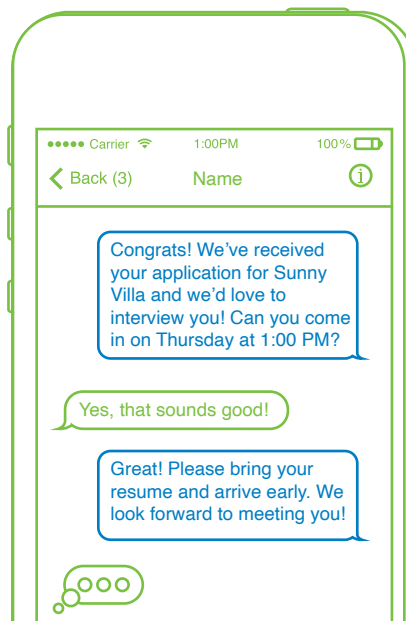 Carrier 1:00PM 100%
Back (3) Name i
Congrats! We’ve received
your application for Sunny
Villa and we’d love to
interview you! Can you come
in on Thursday at 1:00 PM?
Yes, that sounds good!
Great! Please bring your
resume and arrive early. We
look forward to meeting you!